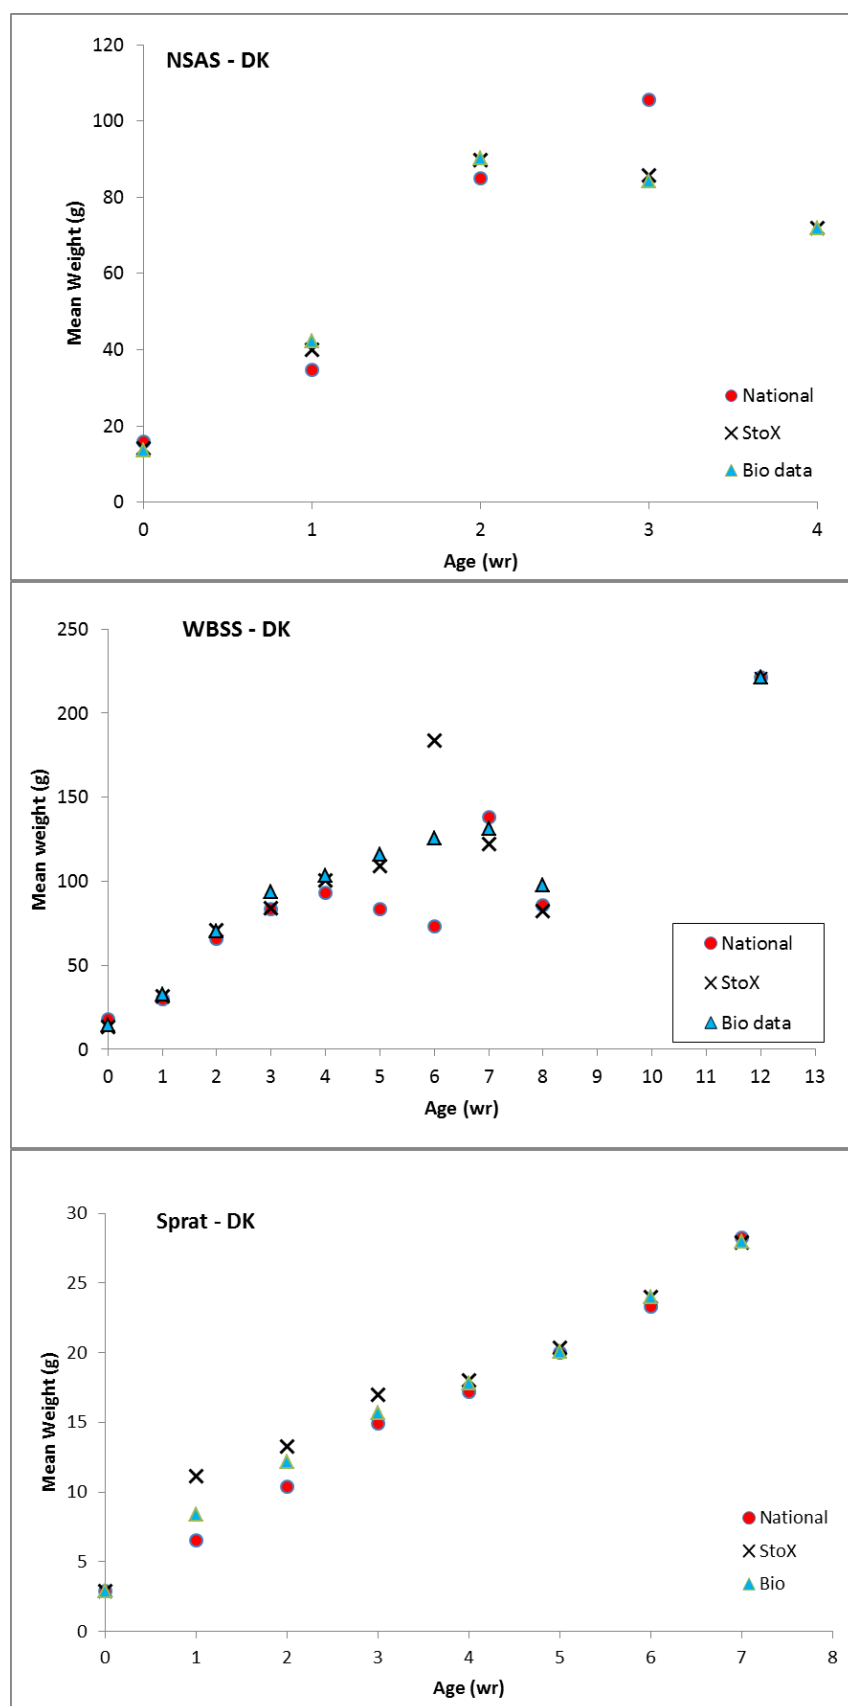 NSAS - DK
120
100
80
60
40
20
0
Mean Weight (g)
National
StoX
Bio data
0 1 2 3 4
Age (wr)
WBSS - DK
250
200
150
100
50
0
Mean weight (g)
National
StoX
Bio data
0 1 2 3 4 5 6 7 8 9 10 11 12 13
Age (wr)
Sprat - DK
30
25
20
15
10
5
0
Mean Weight (g)
National
StoX
Bio
0 1 2 3 4 5 6 7 8
Age (wr)